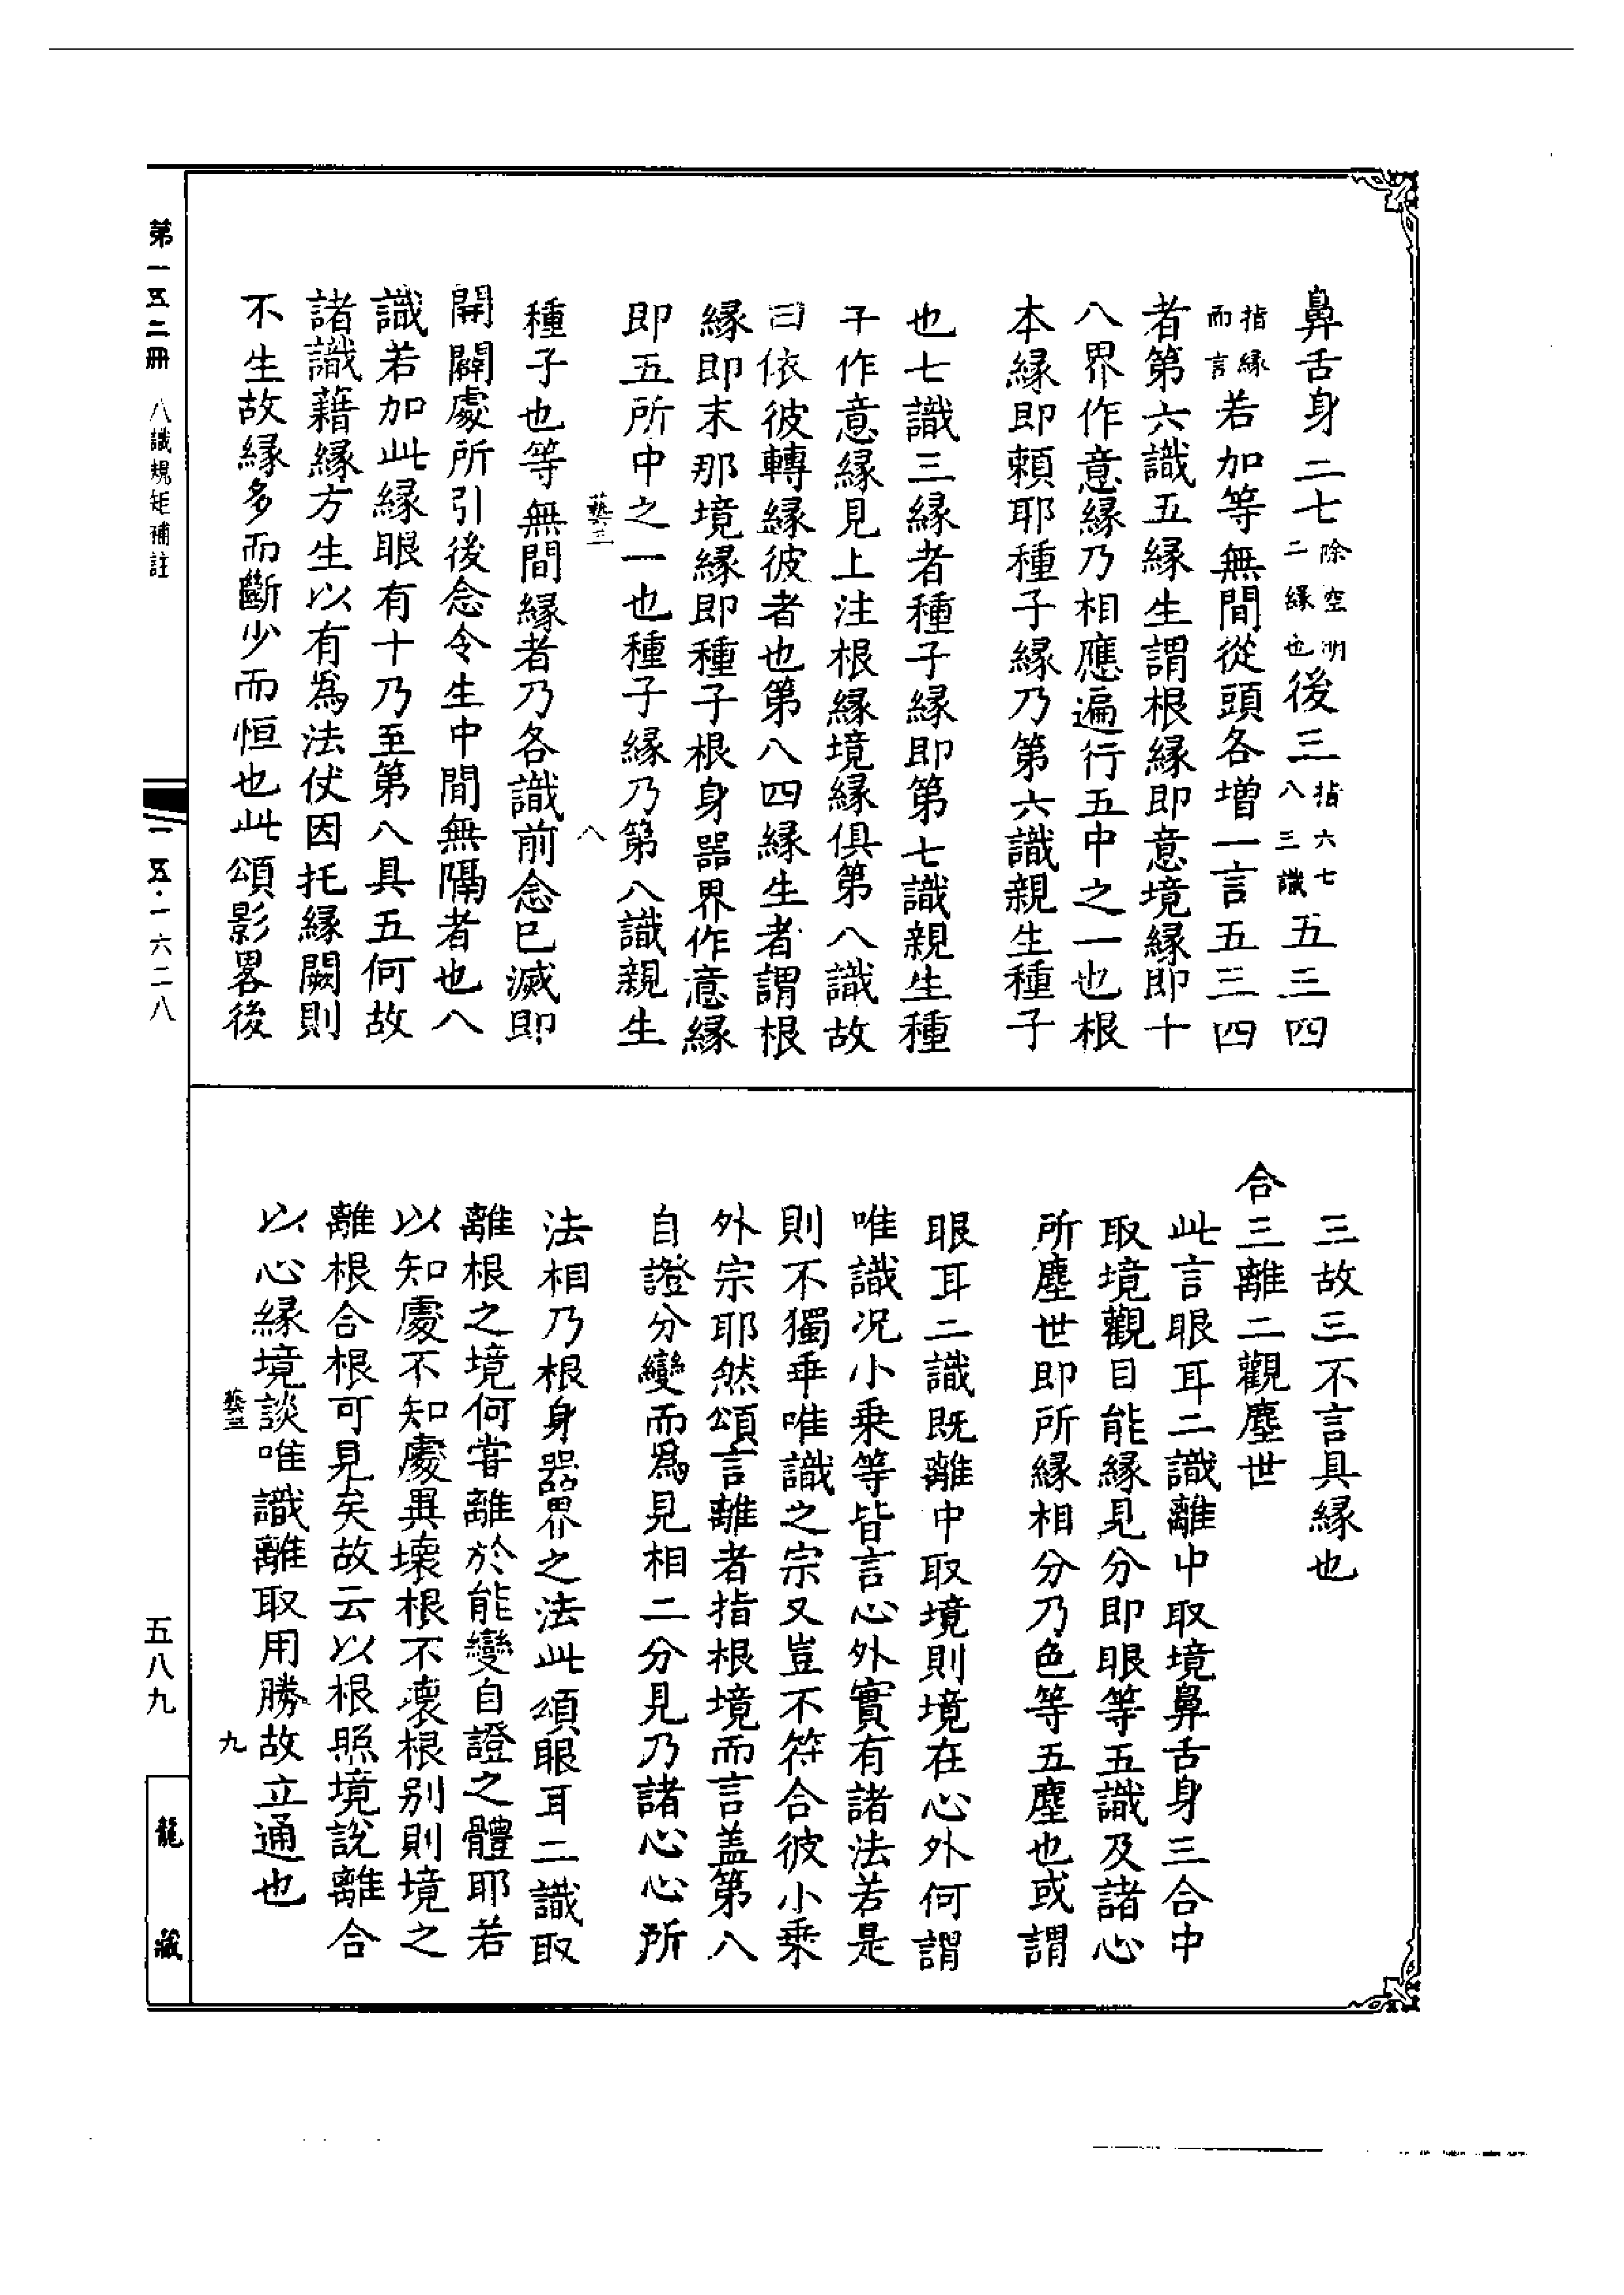 鼻舌身二七除空明二緣也後三指六七八三識五三四
指緣而言若加等無間從頭各增一言五三四
者第六識五緣生謂根緣即意境緣即十
八界作意緣乃相應遍行五中之一也根
本緣即頼耶種子緣乃第六識親生種子
也七識三緣者種子緣即第七識親生種
子作意緣見上注根緣境緣俱第八識故
曰依彼轉緣彼者也第八四緣生者謂根
緣即末那境緣即種子根身器界作意緣
即五所中之一也種子緣乃第八識親生
藝三
八
種子也等無間緣者乃各識前念已滅即
開闢處所引後念令生中間無隔者也八
識若加此緣眼有十乃至第八具五何故
諸識藉緣方生以有為法仗因托緣闕則
不生故緣多而斷少而恒也此頌影畧後
三故三不言具緣也
合三離二觀塵世
此言眼耳二識離中取境鼻舌身三合中
取境觀目能緣見分即眼等五識及諸心
所塵世即所緣相分乃色等五塵也或謂
眼耳二識既離中取境則境在心外何謂
唯識况小乗等皆言心外實有諸法若是
則不獨乖唯識之宗又豈不符合彼小乗
外宗耶然頌言離者指根境而言盖第八
自證分變而為見相二分見乃諸心心所
法相乃根身器界之法此頌眼耳二識取
離根之境何甞離於能變自證之體耶若
以知處不知處異壞根不壞根别則境之
離根合根可見矣故云以根照境說離合
以心緣境談唯識離取用勝故立通也
藝三
九
第一五二冊 八識規矩補註
一五·一六二八
五八九
龍藏